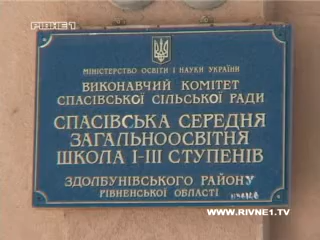 РІВНЕ 1
МІНІСТЕРСТВО ОСВІТИ І НАУКИ УКРАЇНИ
ВИКОНАВЧИЙ КОМІТЕТ
СПАСІВСЬКОЇ СІЛЬСЬКОЇ РАДИ
СПАСІВСЬКА СЕРЕДНЯ
ЗАГАЛЬНООСВІТНЯ
ШКОЛА І-ІІІ СТУПЕНІВ
ЗДОЛБУНІВСЬКОГО РАЙОНУ
РІВНЕНСЬКОЇ ОБЛАСТІ
WWW.RIVNE1.TV